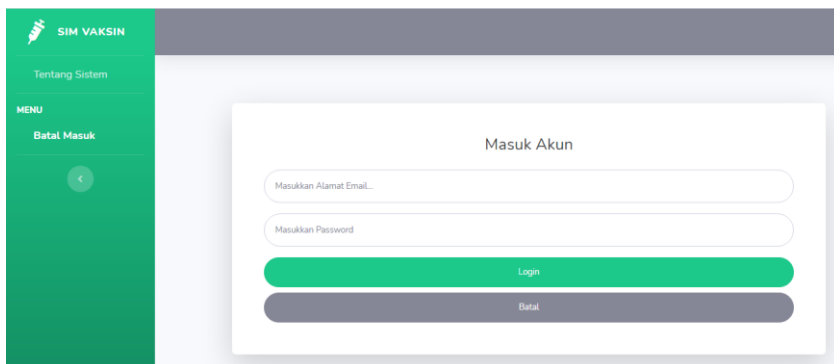 SIM VAKSIN
Tentang Sistem
MENU
Batal Masuk
Masuk Akun
Masukkan Alamat Email...
Masukkan Password
Login
Batal